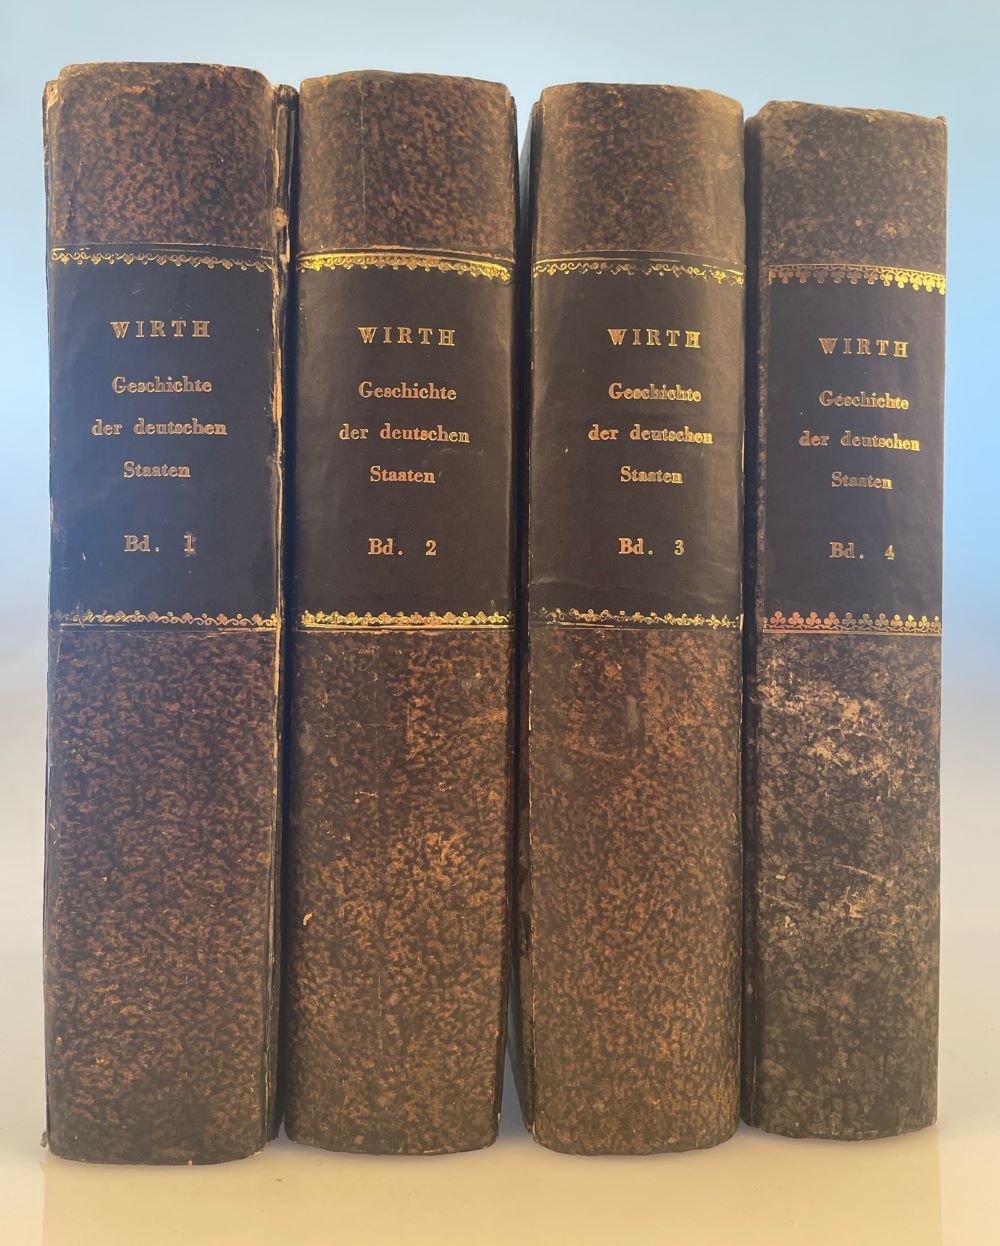 WIRTH
Geschichte
der deutschen
Staaten
Bd. 1
WIRTH
Geschichte
der deutschen
Staaten
Bd. 2
WIRTH
Geschichte
der deutschen
Staaten
Bd. 3
WIRTH
Geschichte
der deutschen
Staaten
Bd. 4